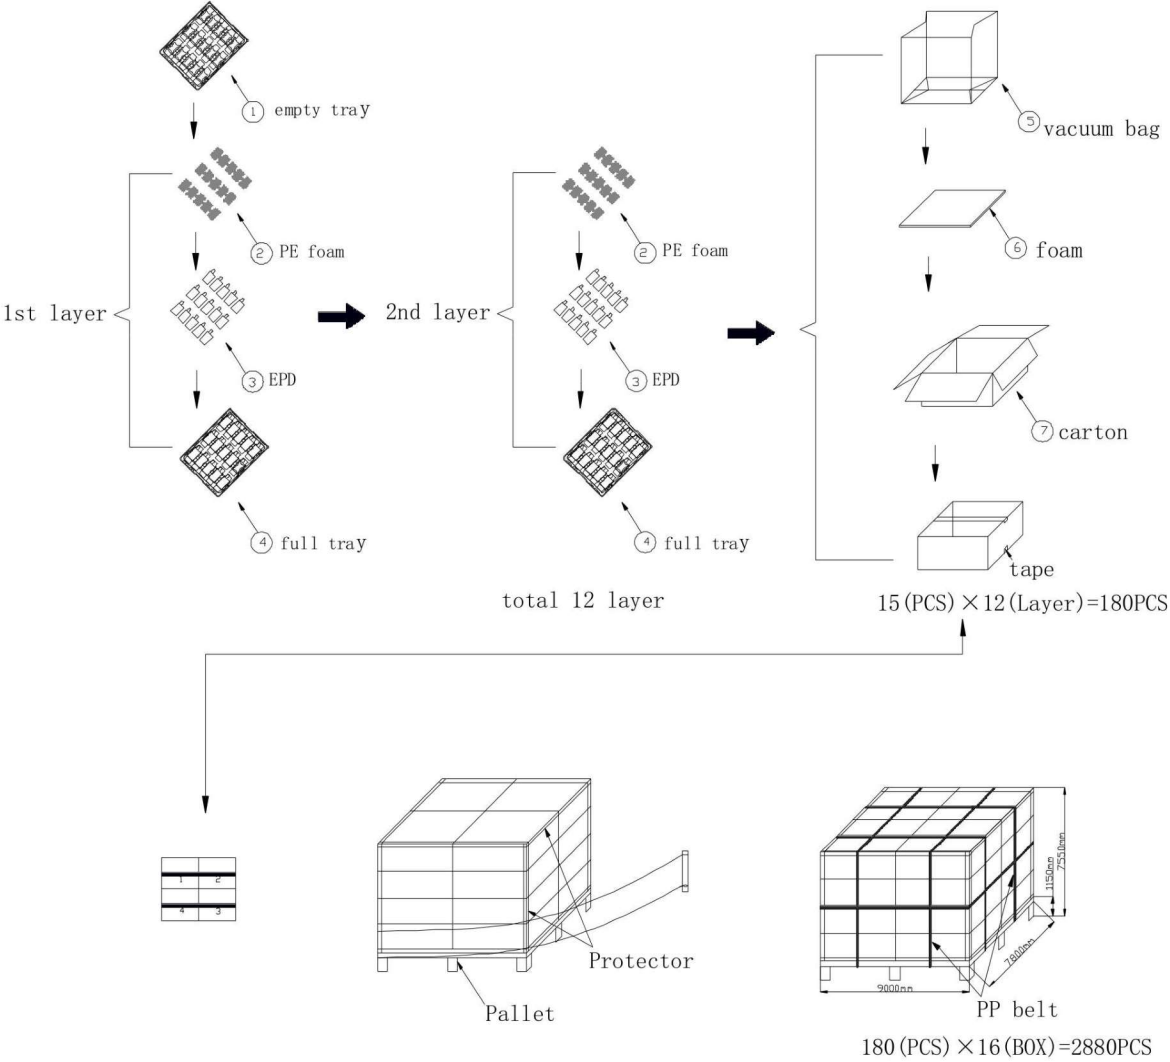 1 empty tray
5 vacuum bag
2 PE foam
2 PE foam
6 foam
1st layer
2nd layer
3 EPD
3 EPD
7 carton
4 full tray
4 full tray
tape
total 12 layer
15(PCS)×12(Layer)=180PCS
1 2
4 3
Protector
Pallet
1150mm
7550mm
7800mm
9000mm
PP belt
180(PCS)×16(BOX)=2880PCS